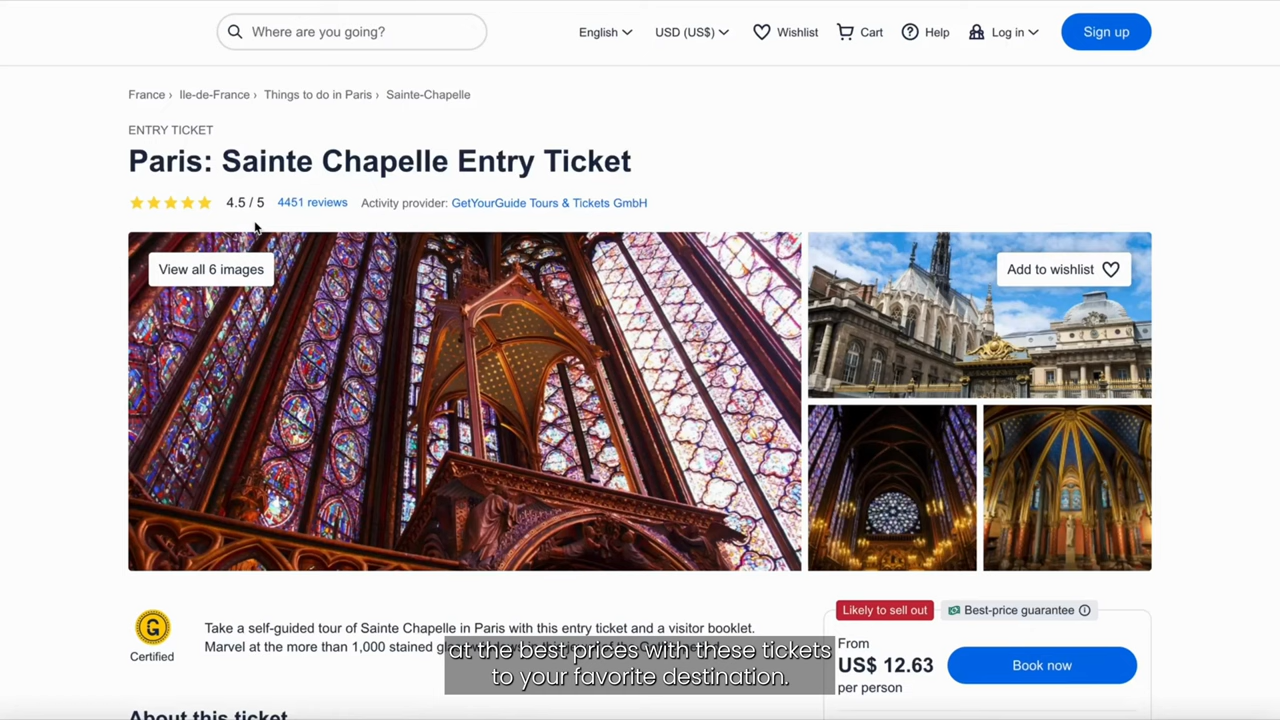 Where are you going?
English
USD (US$)
Wishlist
Cart
Help
Log in
Sign up
France › Ile-de-France › Things to do in Paris › Sainte-Chapelle
ENTRY TICKET
Paris: Sainte Chapelle Entry Ticket
4.5 / 5
4451 reviews
Activity provider: GetYourGuide Tours & Tickets GmbH
View all 6 images
Add to wishlist
G
Certified
Take a self-guided tour of Sainte Chapelle in Paris with this entry ticket and a visitor booklet.
Marvel at the more than 1,000 stained
at the best prices with these tickets
to your favorite destination.
Likely to sell out
Best-price guarantee
From
US$ 12.63
per person
Book now
About this ticket